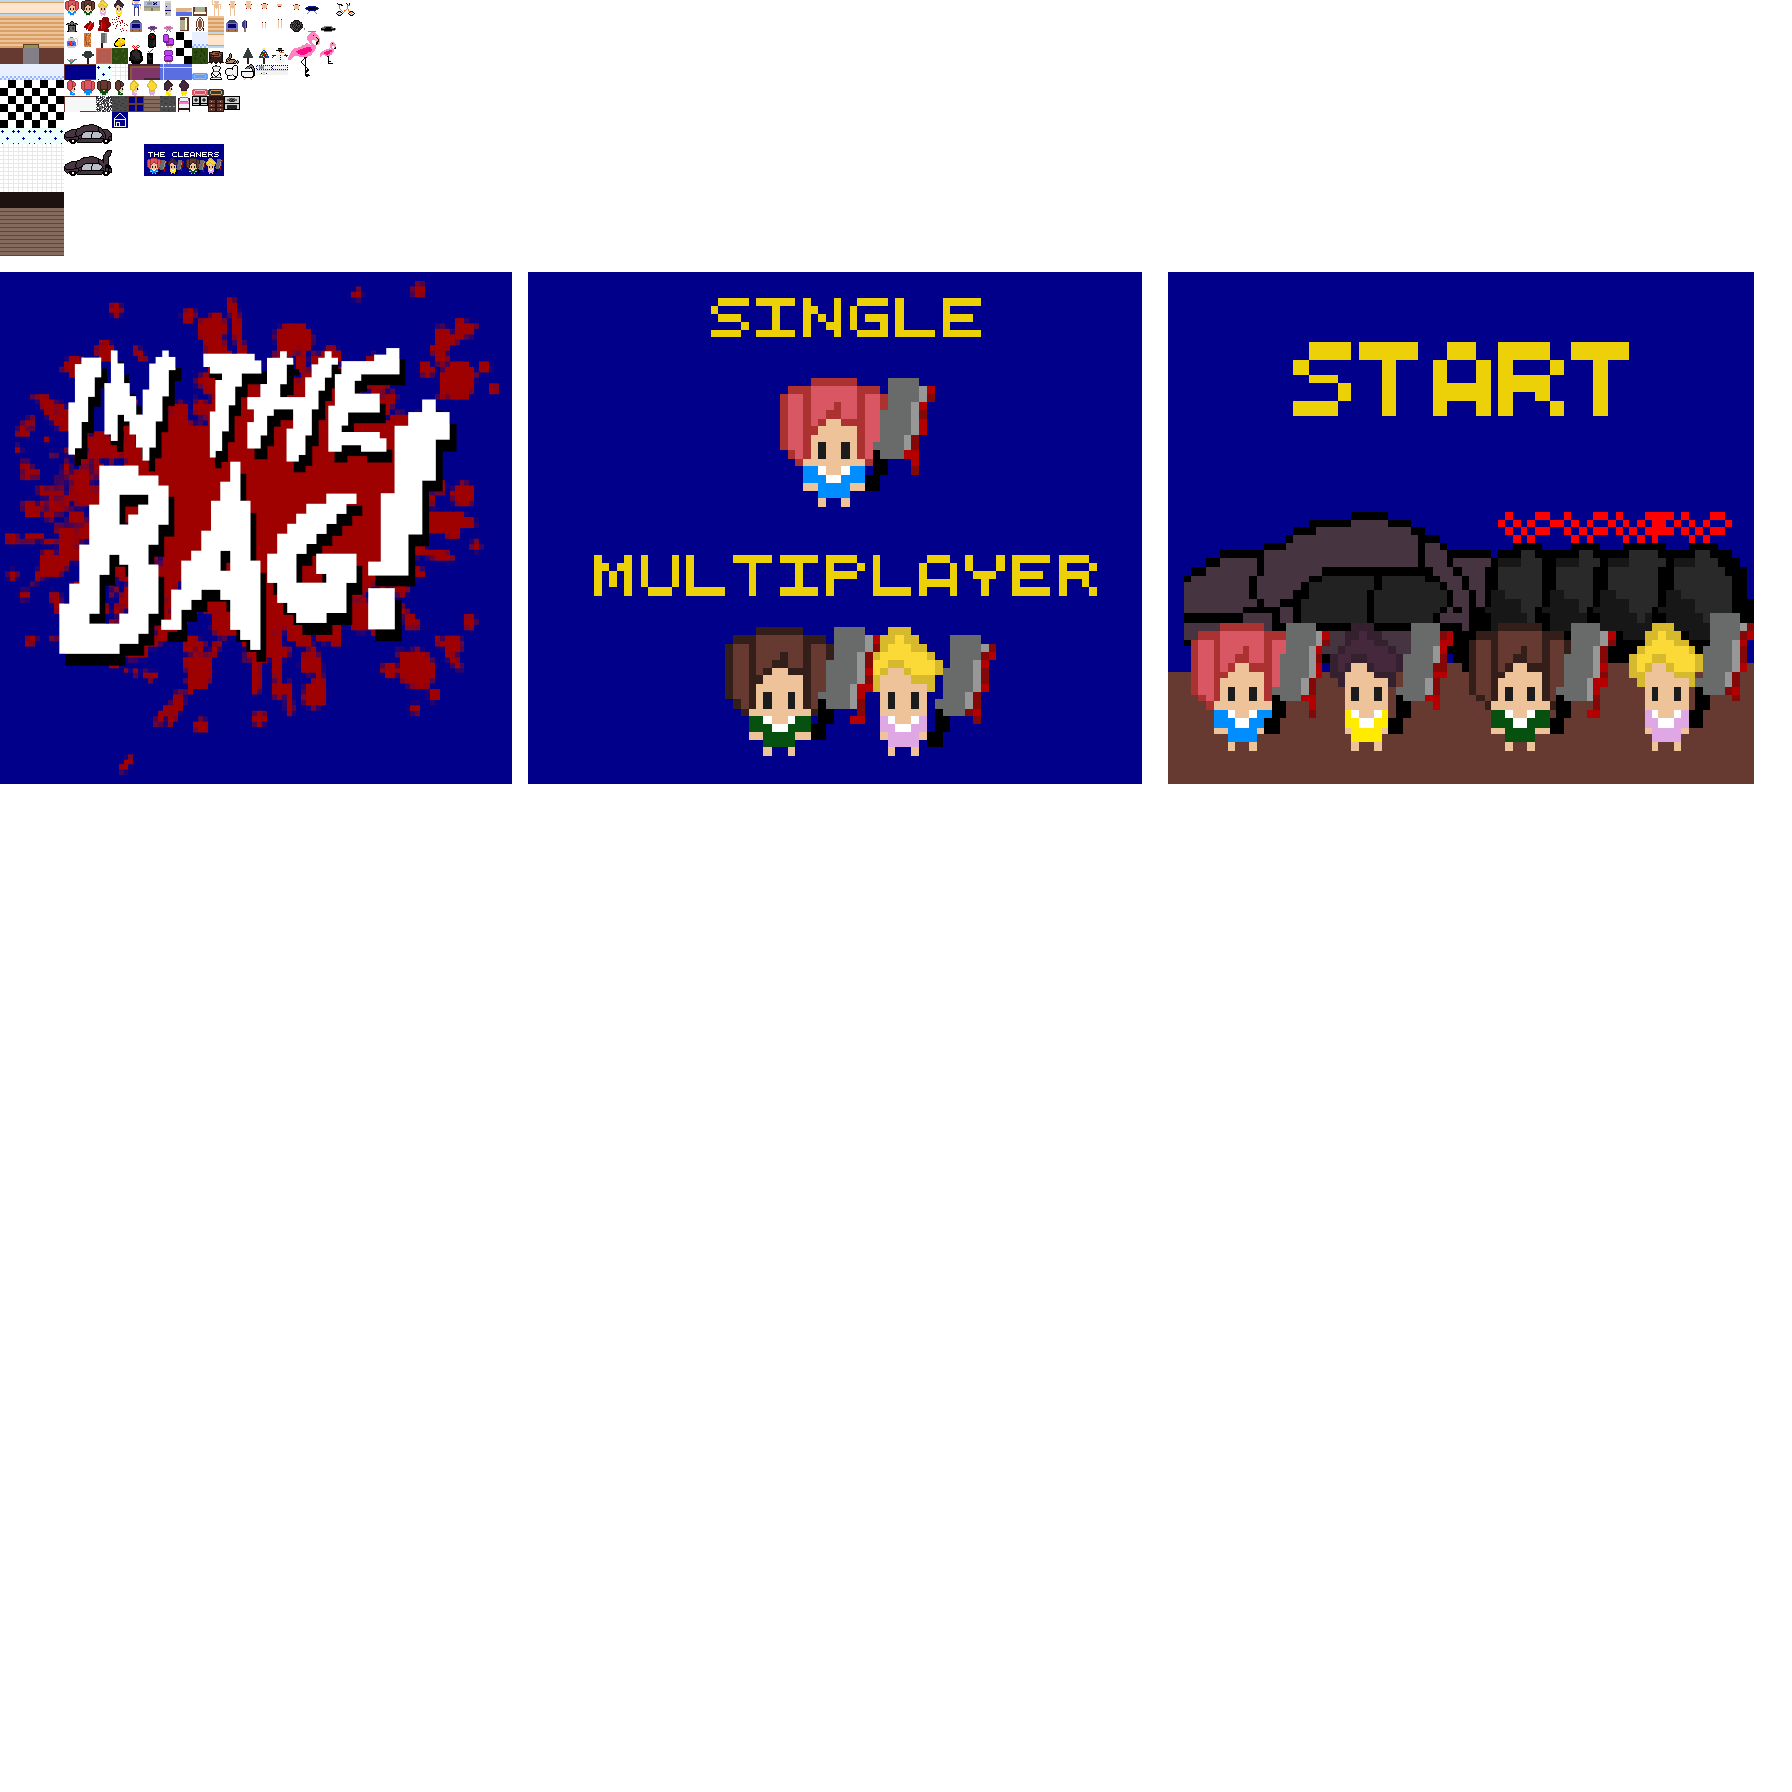 THE CLEANERS
IN THE
BAG!
SINGLE
MULTIPLAYER
START